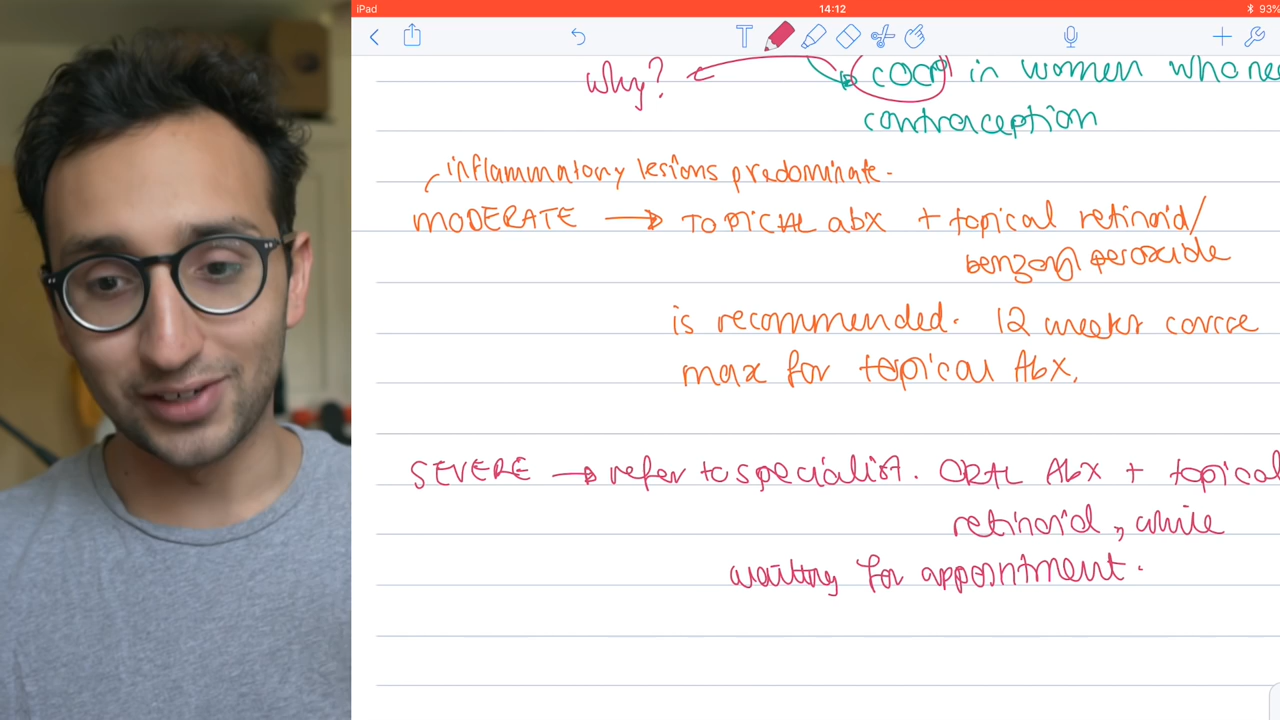 iPad 14:12 93%
why? COCP in women who nee
contraception
inflammatory lesions predominate.
MODERATE → TOPICAL abx + topical retinoid/
benzoyl peroxide
is recommended. 12 weeks course
max for topical Abx.
SEVERE → refer to specialist. ORAL Abx + topical
retinoid, while
waiting for appointment.